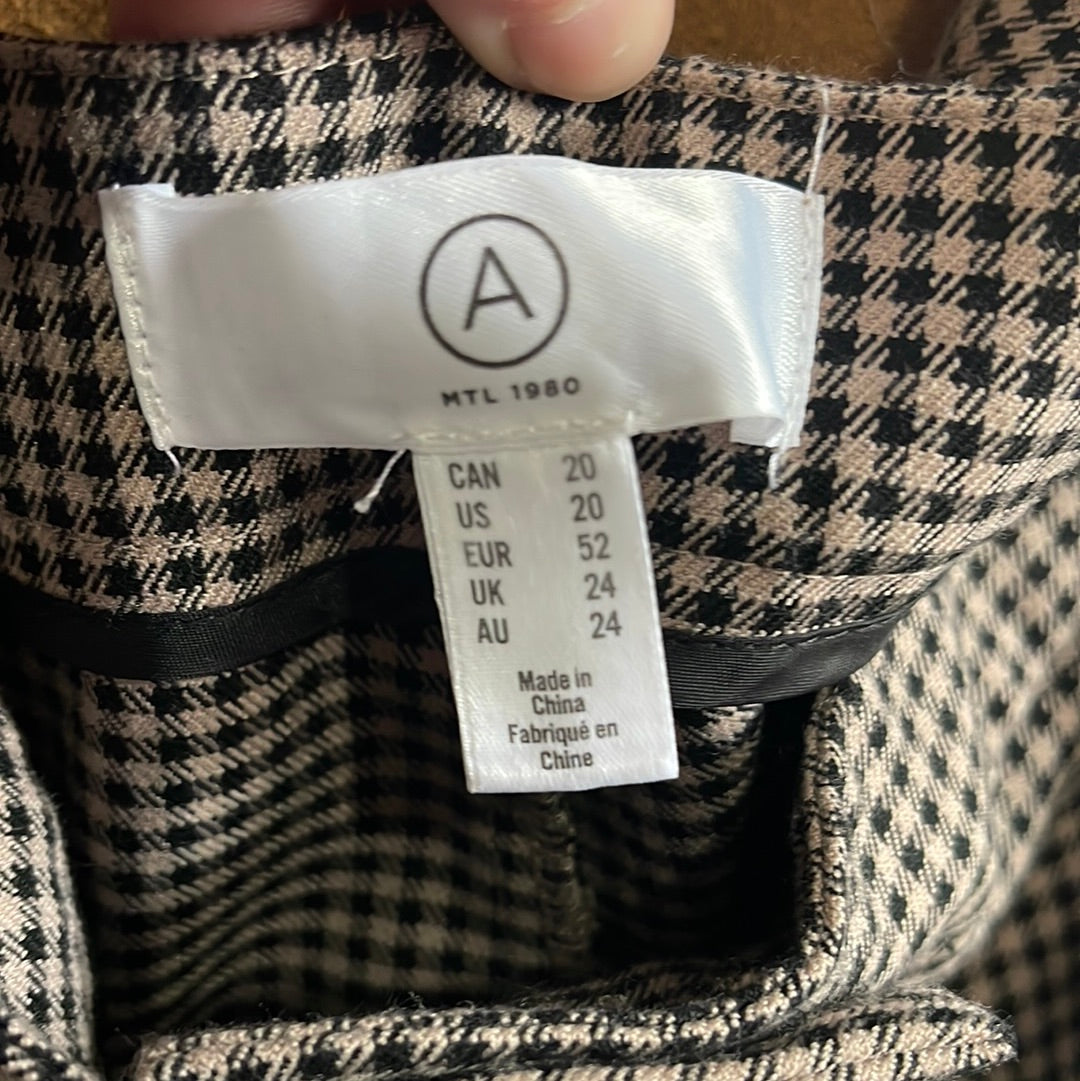 A
MTL 1980
CAN 20
US 20
EUR 52
UK 24
AU 24
Made in
China
Fabriqué en
Chine